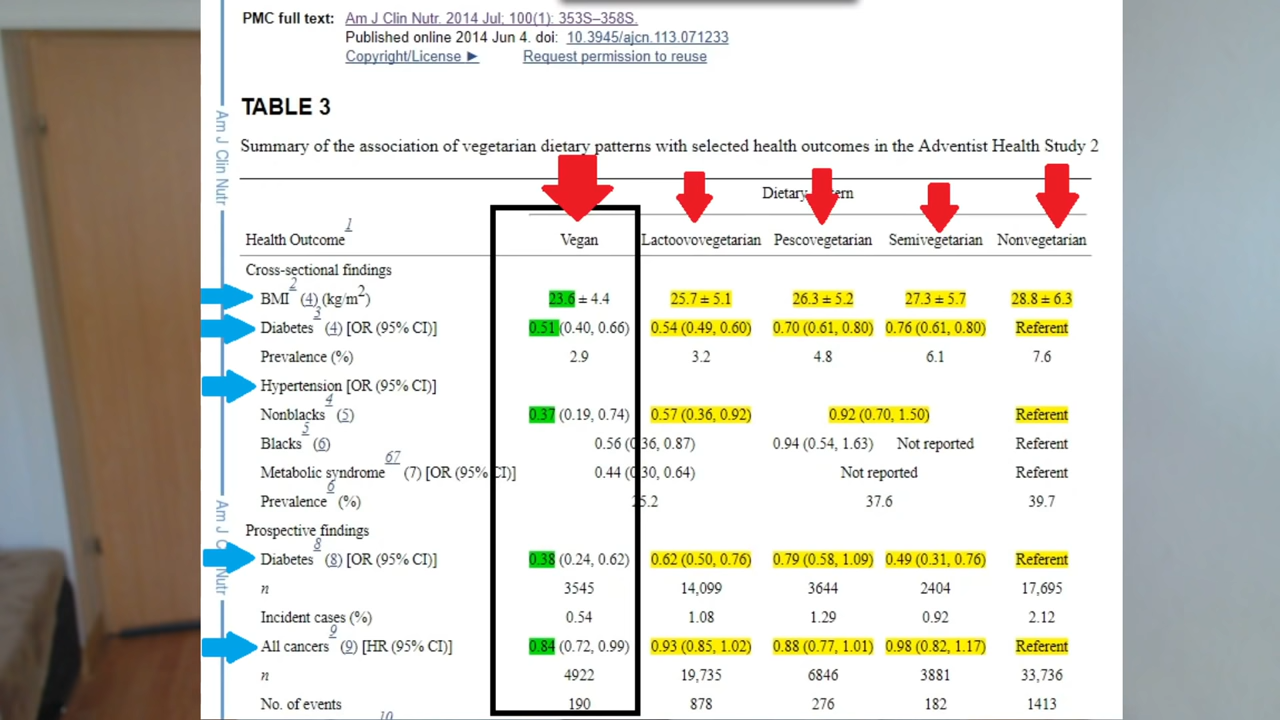 PMC full text: Am J Clin Nutr. 2014 Jul; 100(1): 353S–358S.
Published online 2014 Jun 4. doi: 10.3945/ajcn.113.071233
Copyright/License ► Request permission to reuse
Am J Clin Nutr
TABLE 3
Summary of the association of vegetarian dietary patterns with selected health outcomes in the Adventist Health Study 2
Health Outcome 1 Vegan Lactoovovegetarian Pescovegetarian Semivegetarian Nonvegetarian
Cross-sectional findings
BMI 2 (4) (kg/m2) 23.6 ± 4.4 25.7 ± 5.1 26.3 ± 5.2 27.3 ± 5.7 28.8 ± 6.3
Diabetes 3 (4) [OR (95% CI)] 0.51 (0.40, 0.66) 0.54 (0.49, 0.60) 0.70 (0.61, 0.80) 0.76 (0.61, 0.80) Referent
Prevalence (%) 2.9 3.2 4.8 6.1 7.6
Hypertension [OR (95% CI)]
Nonblacks 4 (5) 0.37 (0.19, 0.74) 0.57 (0.36, 0.92) 0.92 (0.70, 1.50) Referent
Blacks 5 (6) 0.56 (0.36, 0.87) 0.94 (0.54, 1.63) Not reported Referent
Metabolic syndrome 67 (7) [OR (95% CI)] 0.44 (0.30, 0.64) Not reported Referent
Prevalence 6 (%) 25.2 37.6 39.7
Am J Clin Nutr
Prospective findings
Diabetes 8 (8) [OR (95% CI)] 0.38 (0.24, 0.62) 0.62 (0.50, 0.76) 0.79 (0.58, 1.09) 0.49 (0.31, 0.76) Referent
n 3545 14,099 3644 2404 17,695
Incident cases (%) 0.54 1.08 1.29 0.92 2.12
All cancers 9 (9) [HR (95% CI)] 0.84 (0.72, 0.99) 0.93 (0.85, 1.02) 0.88 (0.77, 1.01) 0.98 (0.82, 1.17) Referent
n 4922 19,735 6846 3881 33,736
No. of events 190 878 276 182 1413
10